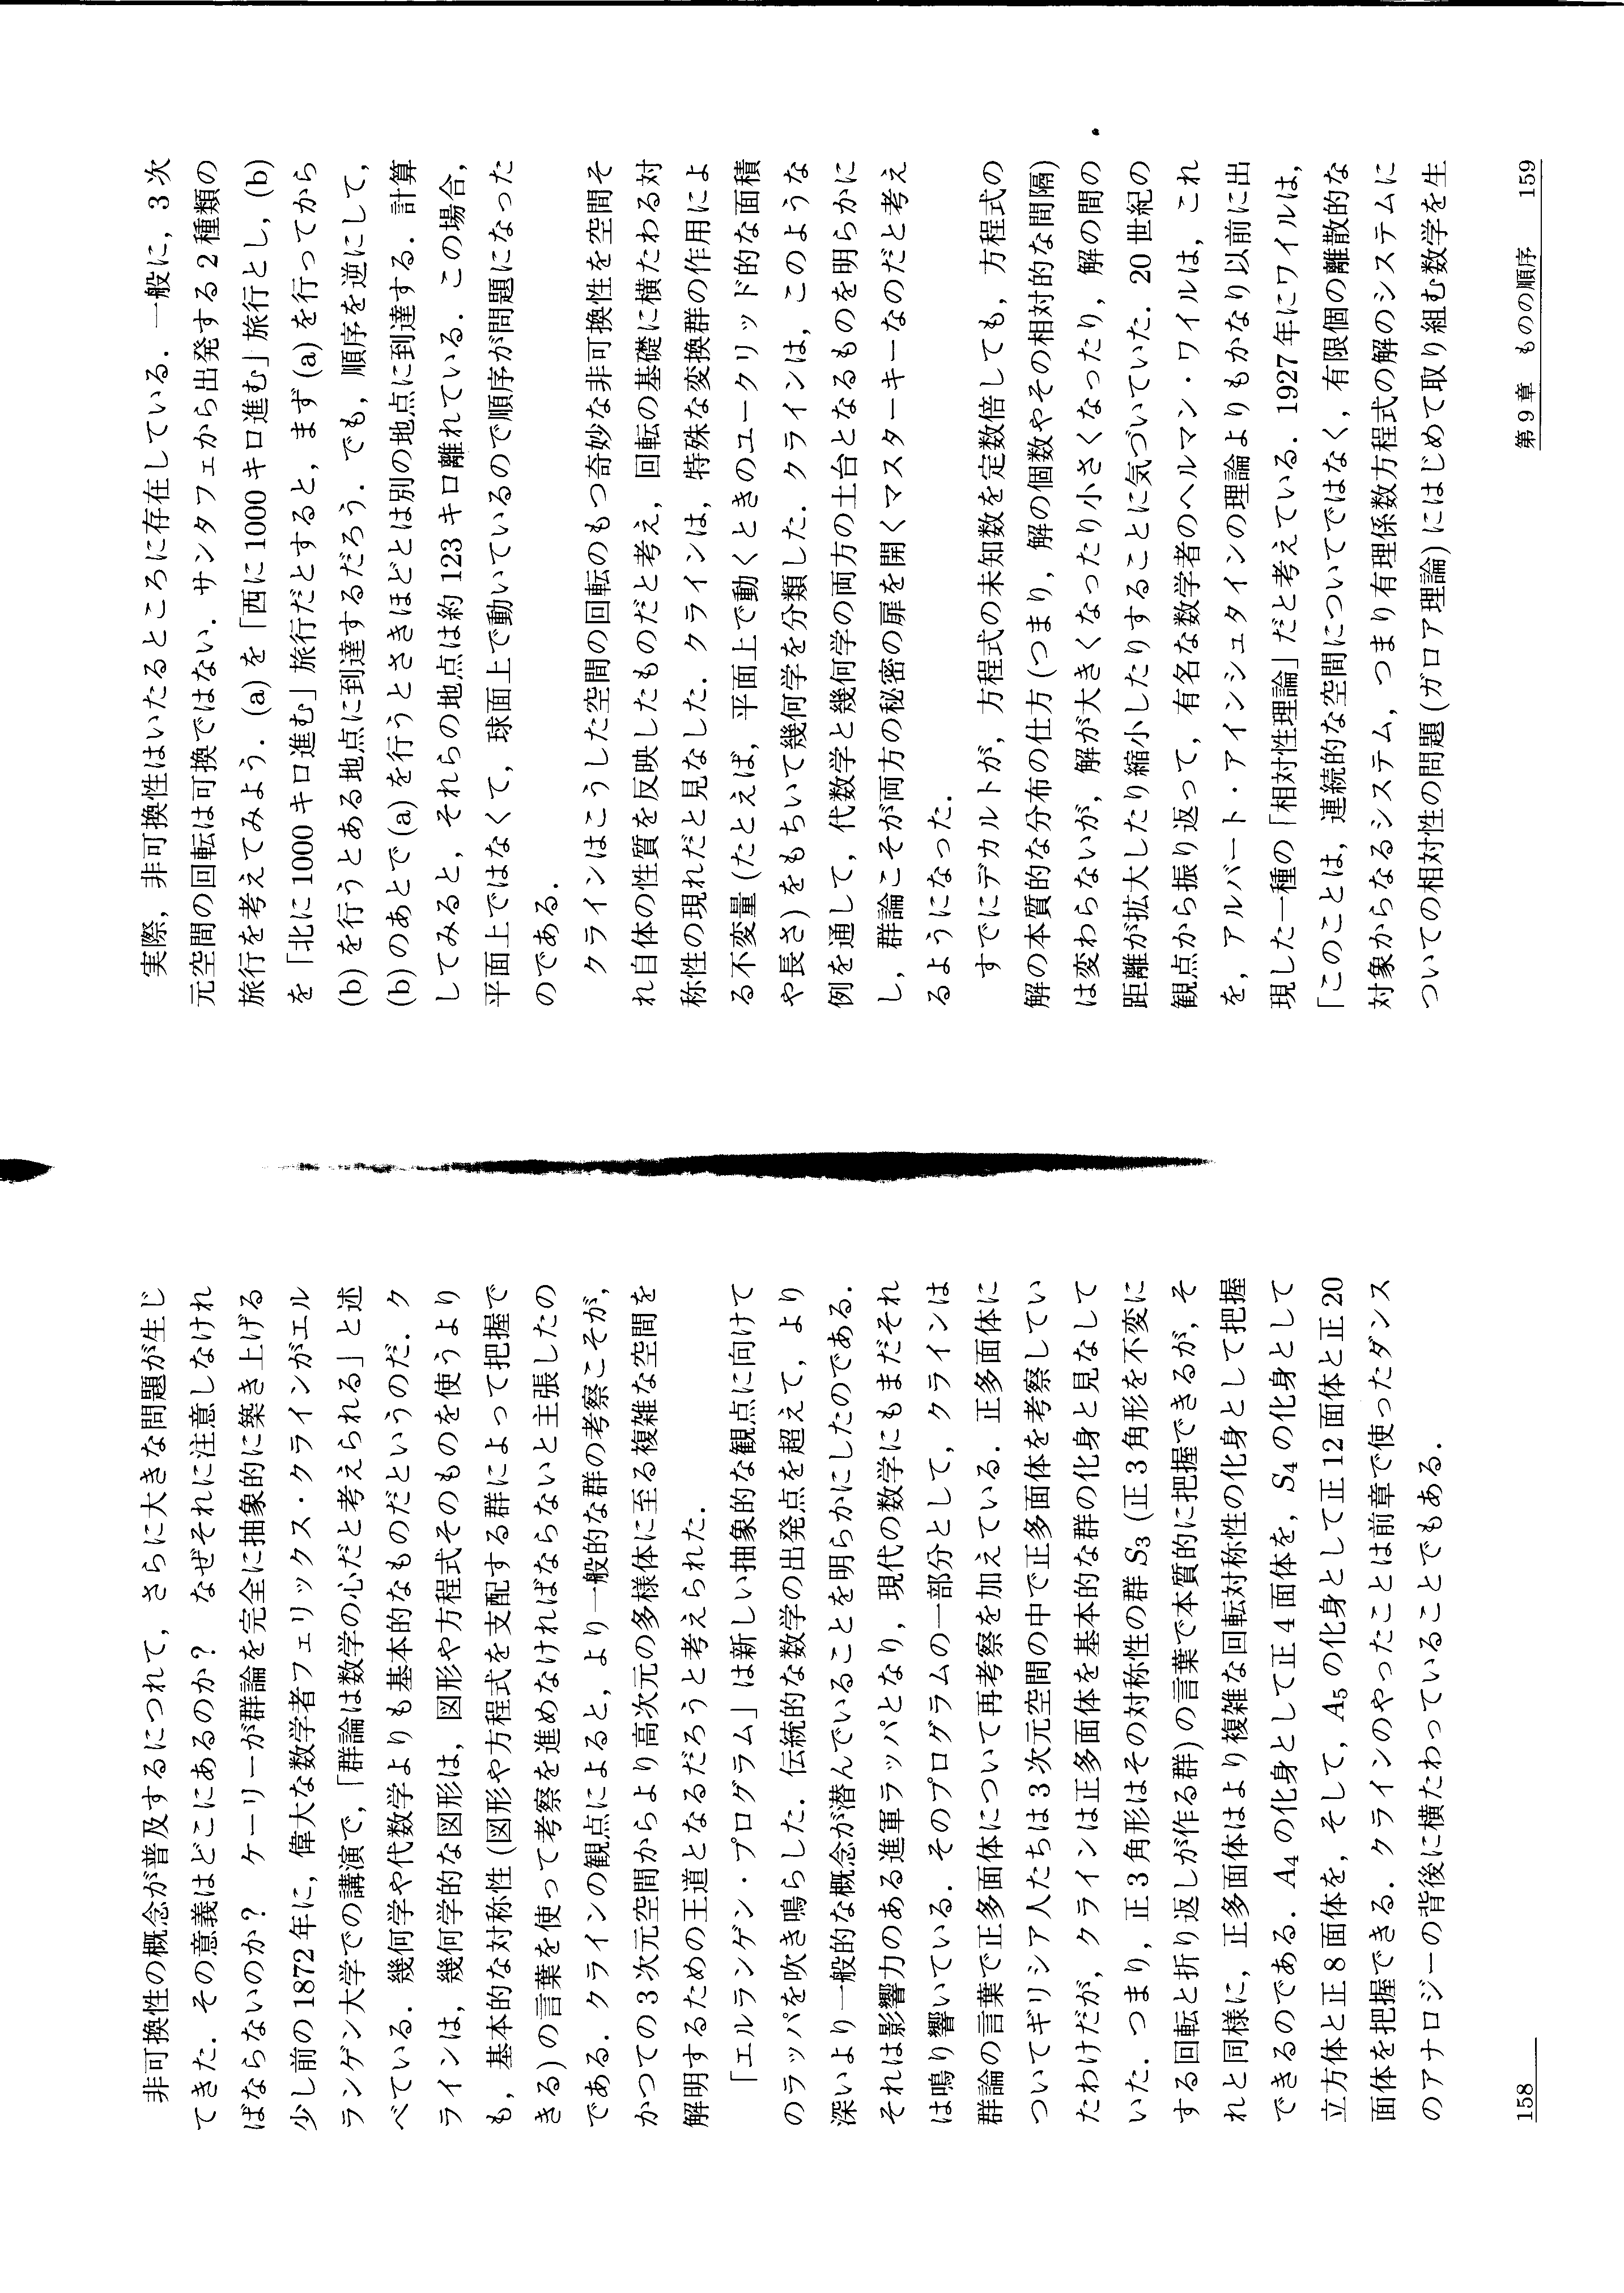 非可換性の概念が普及するにつれて，さらに大きな問題が生じ
てきた．その意義はどこにあるのか？　なぜそれに注意しなけれ
ばならないのか？　ケーリーが群論を完全に抽象的に築き上げる
少し前の1872年に，偉大な数学者フェリックス・クラインがエル
ランゲン大学での講演で，「群論は数学の心だと考えられる」と述
べている．幾何学や代数学よりも基本的なものだというのだ．ク
ラインは，幾何学的な図形は，図形や方程式そのものを使うより
も，基本的な対称性(図形や方程式を支配する群によって把握で
きる)の言葉を使って考察を進めなければならないと主張したの
である．クラインの観点によると，より一般的な群の考察こそが，
かつての3次元空間からより高次元の多様体に至る複雑な空間を
解明するための王道となるだろうと考えられた．
「エルランゲン・プログラム」は新しい抽象的な観点に向けて
のラッパを吹き鳴らした．伝統的な数学の出発点を超えて，より
深いより一般的な概念が潜んでいることを明らかにしたのである．
それは影響力のある進軍ラッパとなり，現代の数学にもまだそれ
は鳴り響いている．そのプログラムの一部分として，クラインは
群論の言葉で正多面体について再考察を加えている．正多面体に
ついてギリシア人たちは3次元空間の中で正多面体を考察してい
たわけだが，クラインは正多面体を基本的な群の化身と見なして
いた．つまり，正3角形はその対称性の群S₃(正3角形を不変に
する回転と折り返しが作る群)の言葉で本質的に把握できるが，そ
れと同様に，正多面体はより複雑な回転対称性の化身として把握
できるのである．A₄の化身として正4面体を，S₄の化身として
立方体と正8面体を，そして，A₅の化身として正12面体と正20
面体を把握できる．クラインのやったことは前章で使ったダンス
のアナロジーの背後に横たわっていることでもある．
158
実際，非可換性はいたるところに存在している．一般に，3次
元空間の回転は可換ではない．サンタフェから出発する2種類の
旅行を考えてみよう．(a)を「西に1000キロ進む」旅行とし，(b)
を「北に1000キロ進む」旅行だとすると，まず(a)を行ってから
(b)を行うとある地点に到達するだろう．でも，順序を逆にして，
(b)のあとで(a)を行うとさきほどとは別の地点に到達する．計算
してみると，それらの地点は約123キロ離れている．この場合，
平面上ではなくて，球面上で動いているので順序が問題になった
のである．
クラインはこうした空間の回転のもつ奇妙な非可換性を空間そ
れ自体の性質を反映したものだと考え，回転の基礎に横たわる対
称性の現れだと見なした．クラインは，特殊な変換群の作用によ
る不変量(たとえば，平面上で動くときのユークリッド的な面積
や長さ)をもちいて幾何学を分類した．クラインは，このような
例を通して，代数学と幾何学の両方の土台となるものを明らかに
し，群論こそが両方の秘密の扉を開くマスターキーなのだと考え
るようになった．
すでにデカルトが，方程式の未知数を定数倍しても，方程式の
解の本質的な分布の仕方(つまり，解の個数やその相対的な間隔)
は変わらないが，解が大きくなったり小さくなったり，解の間の
距離が拡大したり縮小したりすることに気づいていた．20世紀の
観点から振り返って，有名な数学者のヘルマン・ワイルは，これ
を，アルバート・アインシュタインの理論よりもかなり以前に出
現した一種の「相対性理論」だと考えている．1927年にワイルは，
「このことは，連続的な空間についてではなく，有限個の離散的な
対象からなるシステム，つまり有理係数方程式の解のシステムに
ついての相対性の問題(ガロア理論)にはじめて取り組む数学を生
第9章　ものの順序　159